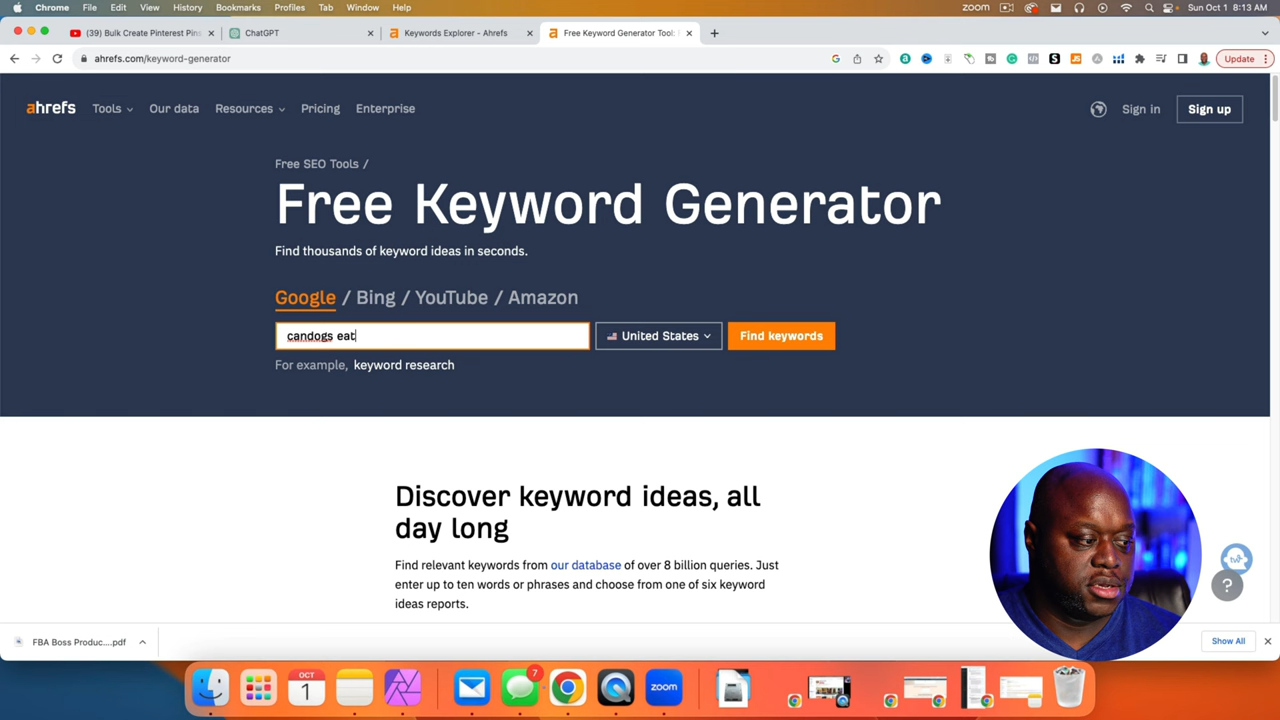 Chrome File Edit View History Bookmarks Profiles Tab Window Help zoom Sun Oct 1 8:13 AM
(39) Bulk Create Pinterest Pins ChatGPT Keywords Explorer - Ahrefs Free Keyword Generator Tool:
ahrefs.com/keyword-generator Update
ahrefs Tools Our data Resources Pricing Enterprise Sign in Sign up
Free SEO Tools /
Free Keyword Generator
Find thousands of keyword ideas in seconds.
Google / Bing / YouTube / Amazon
candogs eat United States Find keywords
For example, keyword research
Discover keyword ideas, all
day long
Find relevant keywords from our database of over 8 billion queries. Just
enter up to ten words or phrases and choose from one of six keyword
ideas reports.
?
FBA Boss Produc....pdf Show All
OCT
1
7
zoom